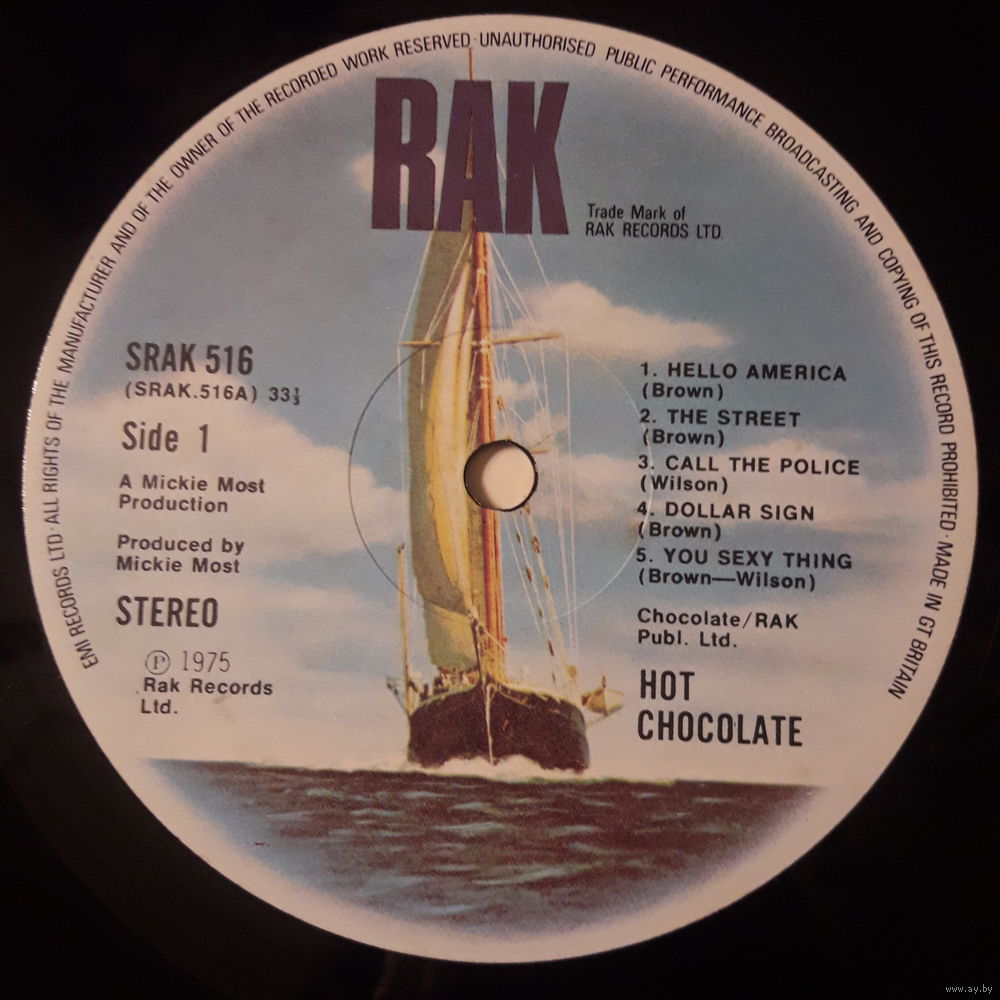 EMI RECORDS LTD · ALL RIGHTS OF THE MANUFACTURER AND OF THE OWNER OF THE RECORDED WORK RESERVED · UNAUTHORISED PUBLIC PERFORMANCE BROADCASTING AND COPYING OF THIS RECORD PROHIBITED · MADE IN GT BRITAIN
RAK
Trade Mark of
RAK RECORDS LTD.
SRAK 516
(SRAK.516A) 33⅓
Side 1
A Mickie Most
Production
Produced by
Mickie Most
STEREO
Ⓟ 1975
Rak Records
Ltd.
1. HELLO AMERICA
(Brown)
2. THE STREET
(Brown)
3. CALL THE POLICE
(Wilson)
4. DOLLAR SIGN
(Brown)
5. YOU SEXY THING
(Brown—Wilson)
Chocolate/RAK
Publ. Ltd.
HOT
CHOCOLATE
www.ay.by